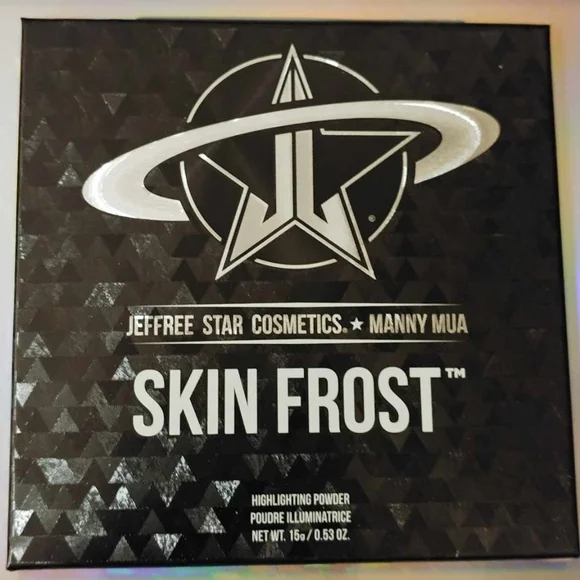 ®
JEFFREE STAR COSMETICS® ★ MANNY MUA
SKIN FROST™
HIGHLIGHTING POWDER
POUDRE ILLUMINATRICE
NET WT. 15g / 0.53 OZ.